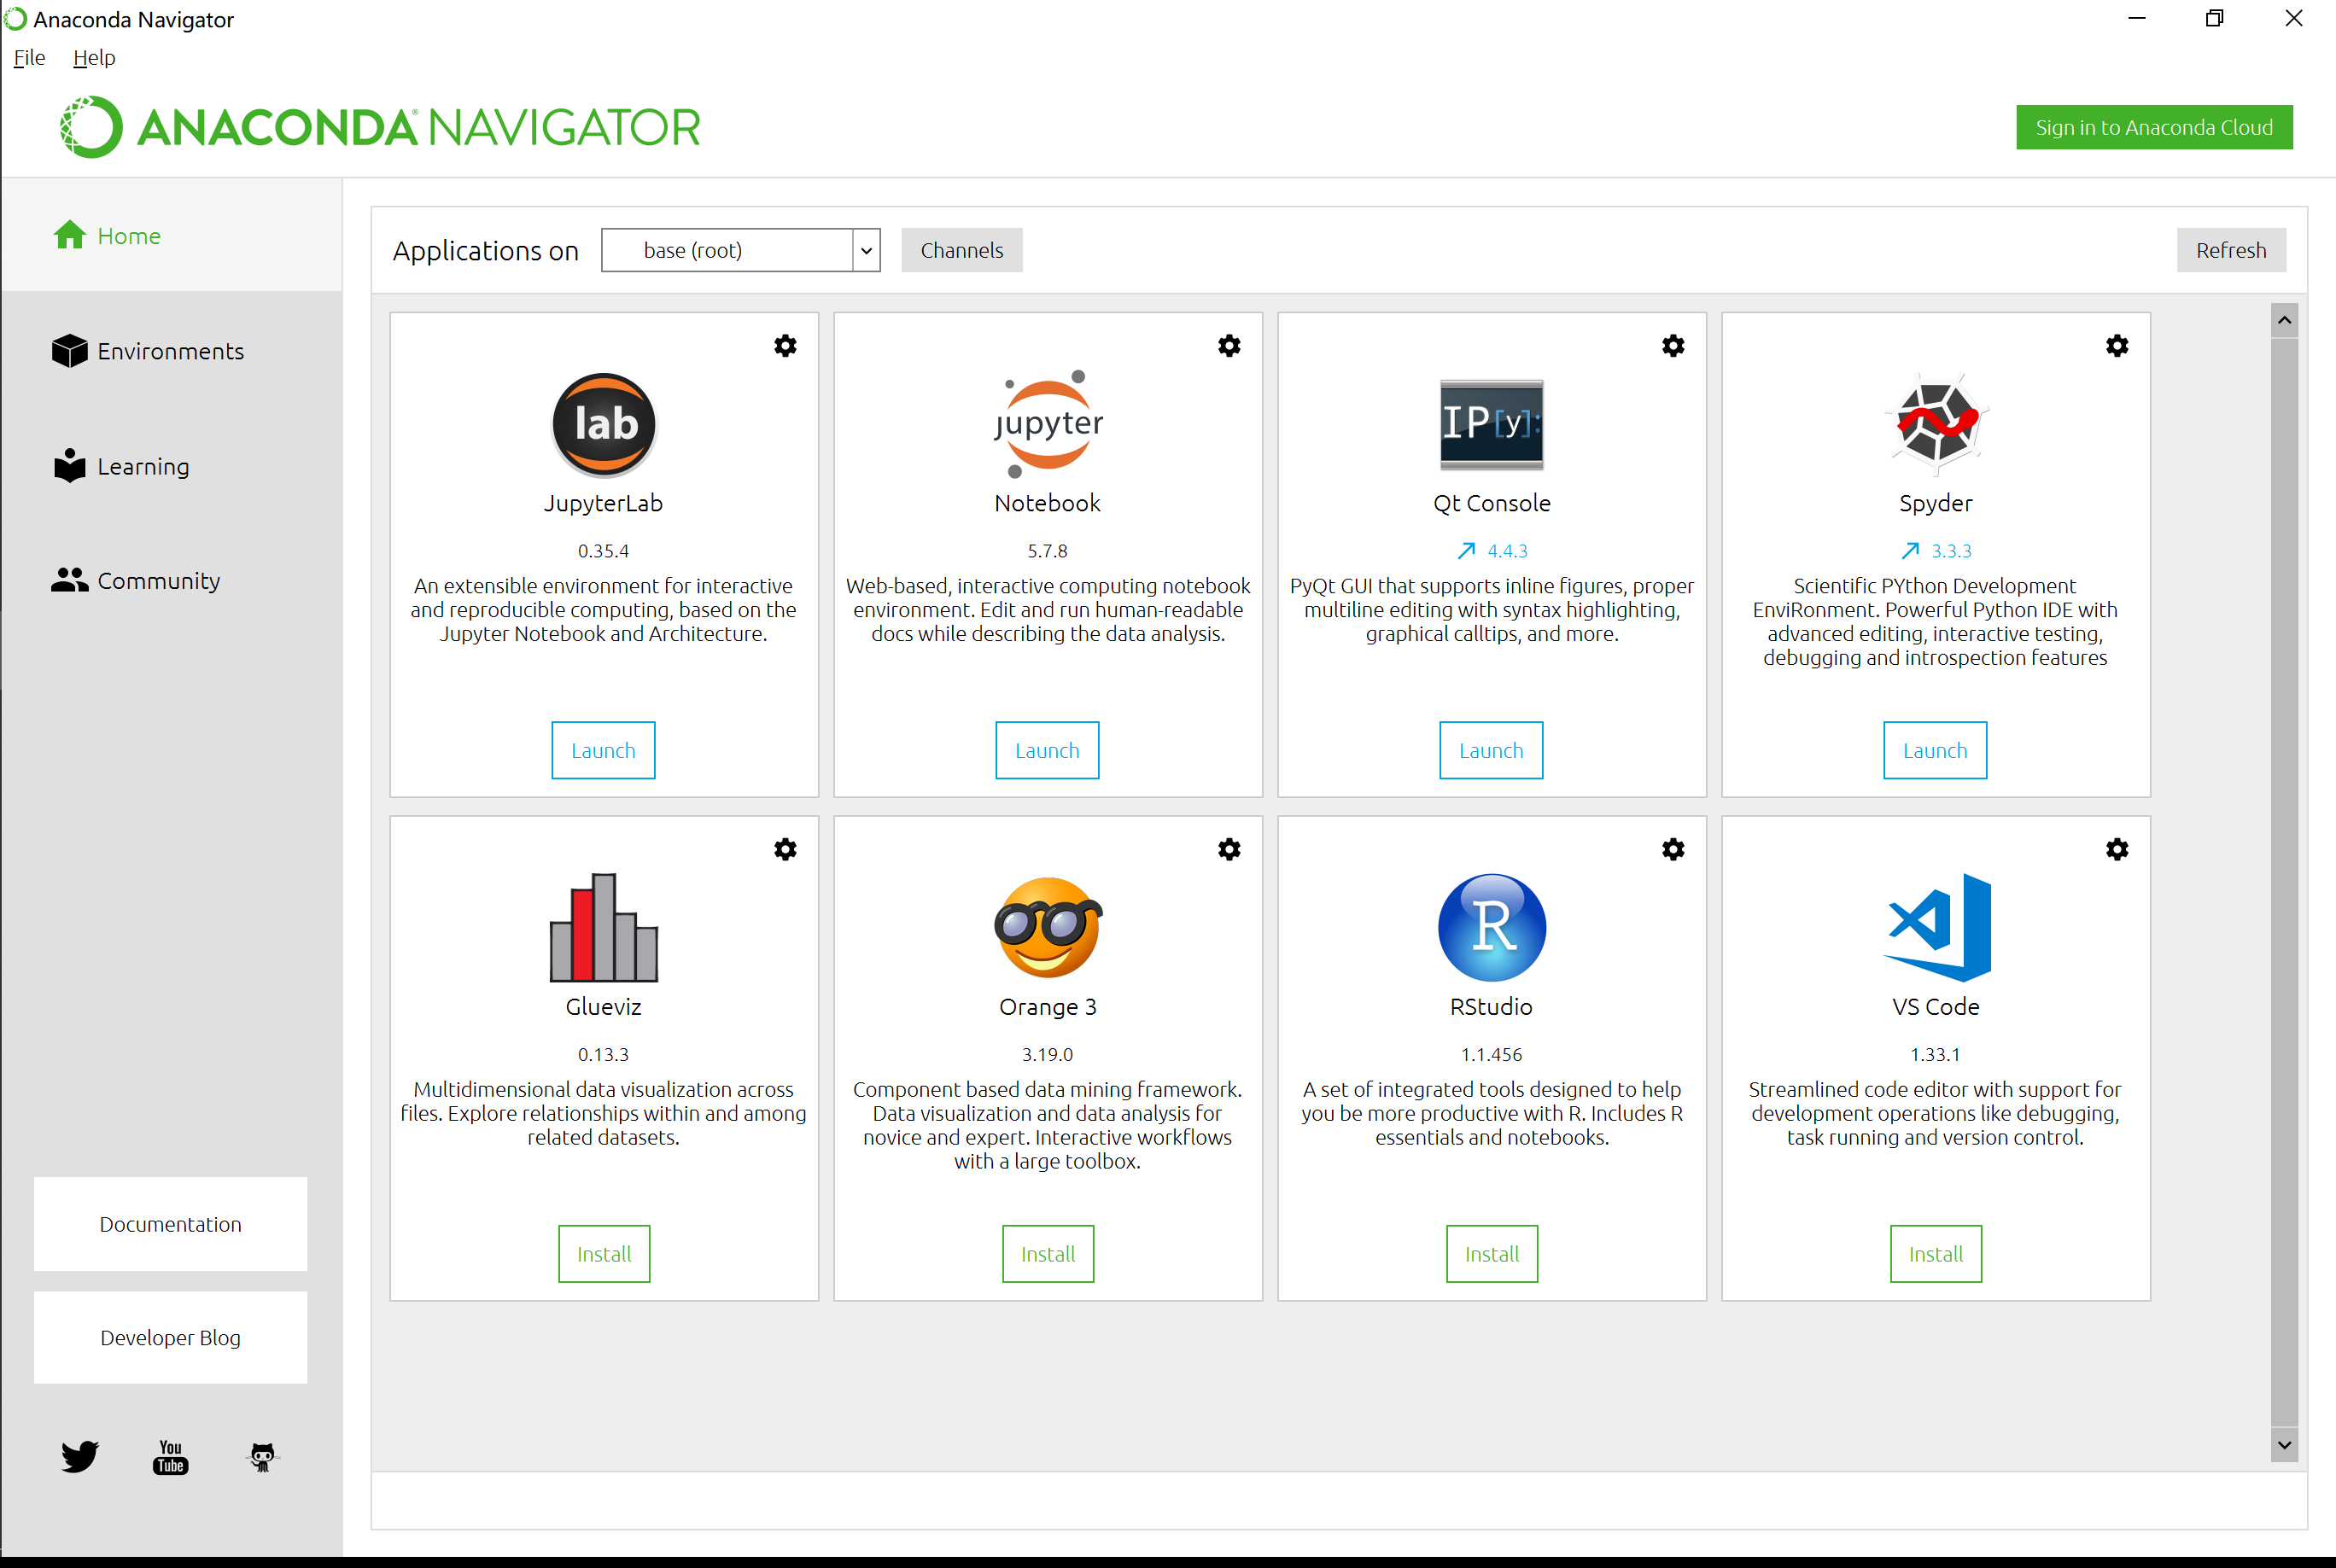 Anaconda Navigator
File Help
ANACONDA® NAVIGATOR
Sign in to Anaconda Cloud
Home
Environments
Learning
Community
Documentation
Developer Blog
You
Tube
Applications on base (root) Channels Refresh
lab
JupyterLab
0.35.4
An extensible environment for interactive
and reproducible computing, based on the
Jupyter Notebook and Architecture.
Launch
jupyter
Notebook
5.7.8
Web-based, interactive computing notebook
environment. Edit and run human-readable
docs while describing the data analysis.
Launch
IP[y]:
Qt Console
4.4.3
PyQt GUI that supports inline figures, proper
multiline editing with syntax highlighting,
graphical calltips, and more.
Launch
Spyder
3.3.3
Scientific PYthon Development
EnviRonment. Powerful Python IDE with
advanced editing, interactive testing,
debugging and introspection features
Launch
Glueviz
0.13.3
Multidimensional data visualization across
files. Explore relationships within and among
related datasets.
Install
Orange 3
3.19.0
Component based data mining framework.
Data visualization and data analysis for
novice and expert. Interactive workflows
with a large toolbox.
Install
R
RStudio
1.1.456
A set of integrated tools designed to help
you be more productive with R. Includes R
essentials and notebooks.
Install
VS Code
1.33.1
Streamlined code editor with support for
development operations like debugging,
task running and version control.
Install